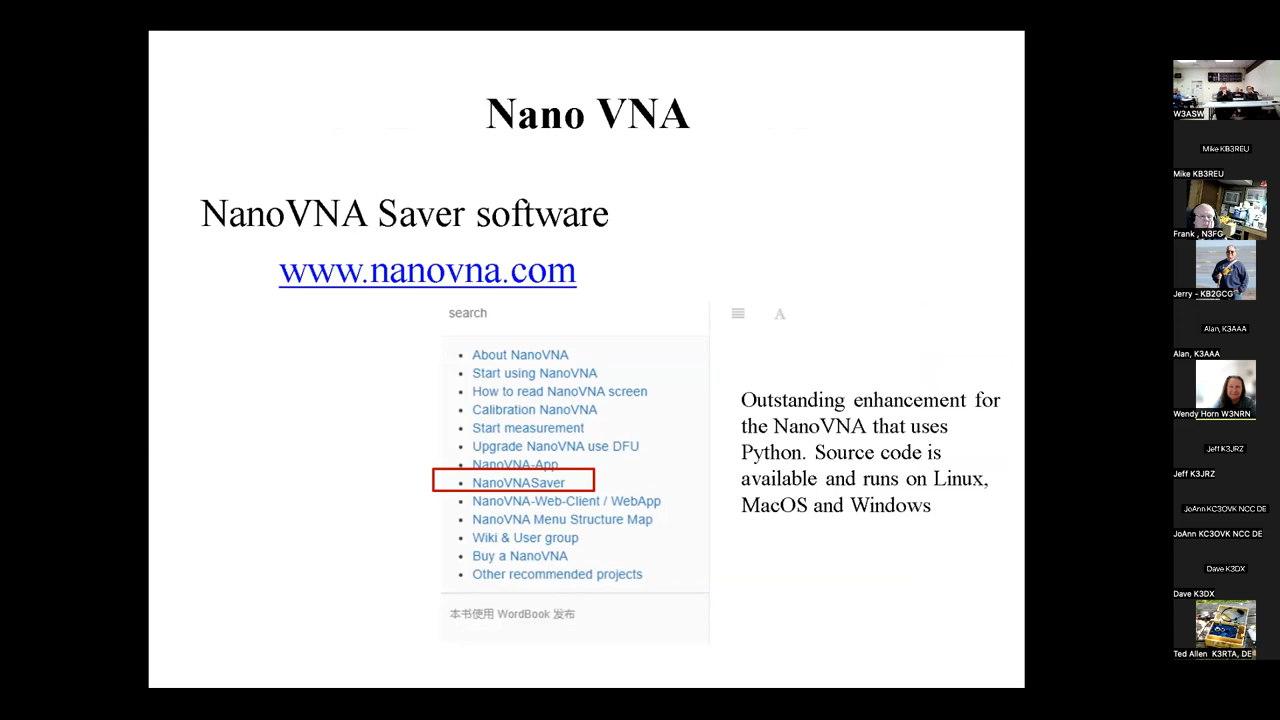 Nano VNA
NanoVNA Saver software
www.nanovna.com
search
About NanoVNA
Start using NanoVNA
How to read NanoVNA screen
Calibration NanoVNA
Start measurement
Upgrade NanoVNA use DFU
NanoVNA-App
NanoVNASaver
NanoVNA-Web-Client / WebApp
NanoVNA Menu Structure Map
Wiki & User group
Buy a NanoVNA
Other recommended projects
本书使用 WordBook 发布
A
Outstanding enhancement for
the NanoVNA that uses
Python. Source code is
available and runs on Linux,
MacOS and Windows
W3ASW
Mike KB3REU
Mike KB3REU
Frank , N3FG
Jerry - KB2GCG
Alan, K3AAA
Alan, K3AAA
Wendy Horn W3NRN
Jeff K3JRZ
Jeff K3JRZ
JoAnn KC3OVK NCC DE
JoAnn KC3OVK NCC DE
Dave K3DX
Dave K3DX
Ted Allen K3RTA, DE